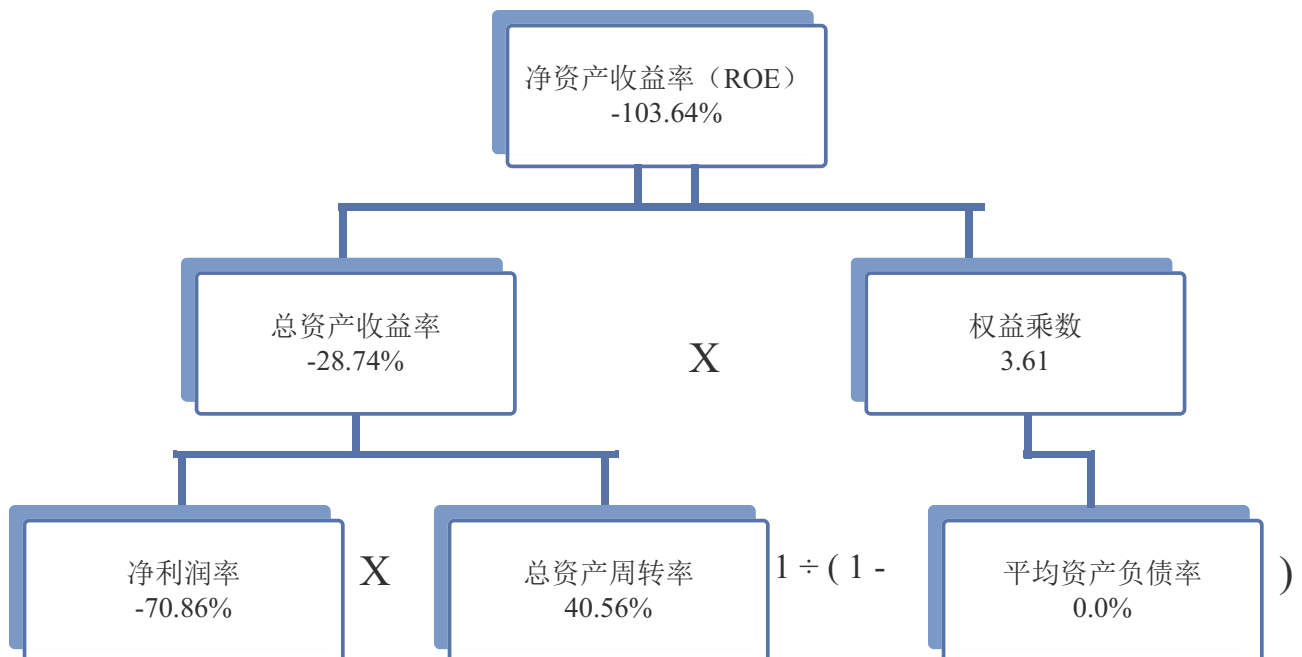 净资产收益率（ROE）
-103.64%
总资产收益率
-28.74%
X
权益乘数
3.61
净利润率
-70.86%
X
总资产周转率
40.56%
1 ÷ ( 1 -
平均资产负债率
0.0%
)